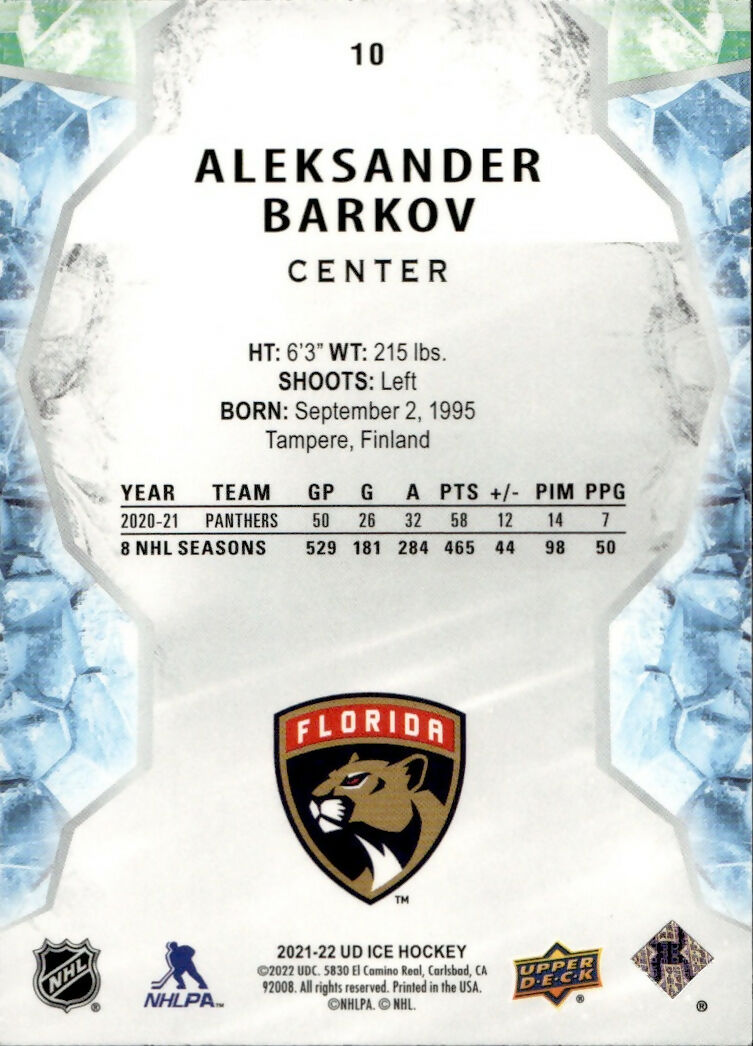 10
ALEKSANDER
BARKOV
CENTER
HT: 6'3" WT: 215 lbs.
SHOOTS: Left
BORN: September 2, 1995
Tampere, Finland
YEAR TEAM GP G A PTS +/- PIM PPG
2020-21 PANTHERS 50 26 32 58 12 14 7
8 NHL SEASONS 529 181 284 465 44 98 50
FLORIDA
TM
NHL ®
NHLPA™
2021-22 UD ICE HOCKEY
©2022 UDC. 5830 El Camino Real, Carlsbad, CA
92008. All rights reserved. Printed in the USA.
©NHLPA. © NHL.
UPPER
D·E·C·K ®
®